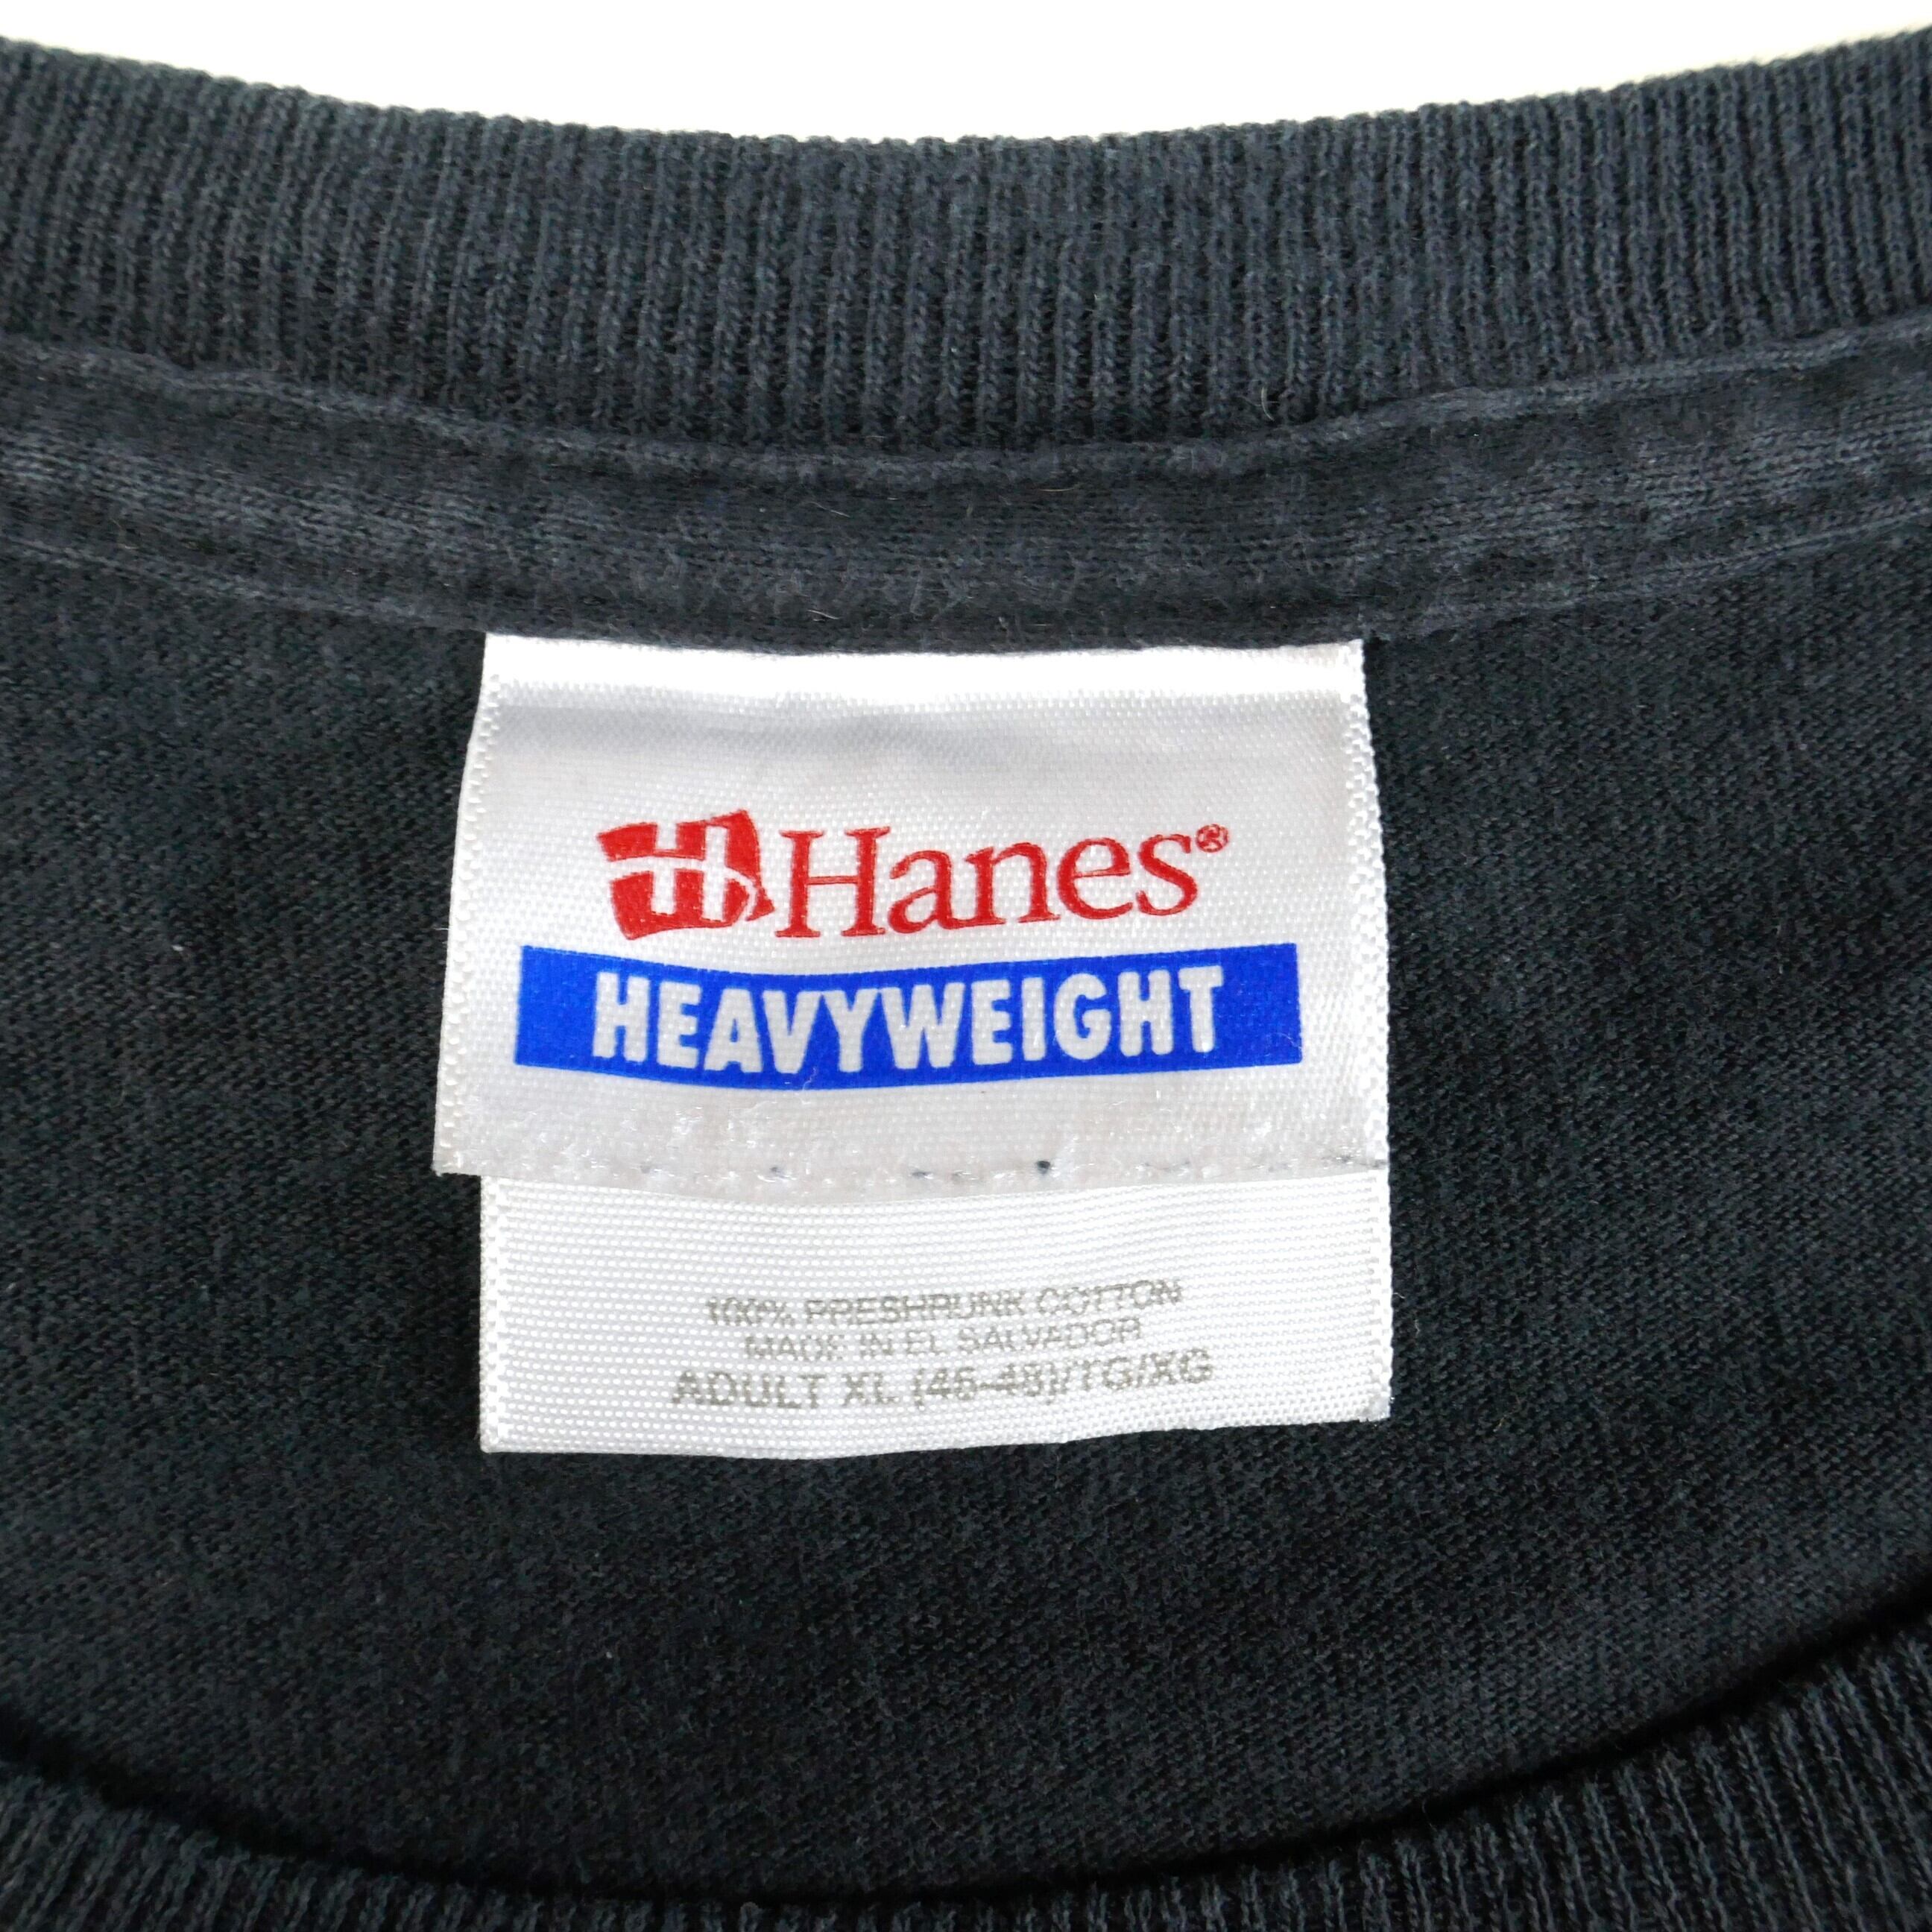 H Hanes®
HEAVYWEIGHT
100% PRESHRUNK COTTON
MADE IN EL SALVADOR
ADULT XL (46-48)/TG/XG